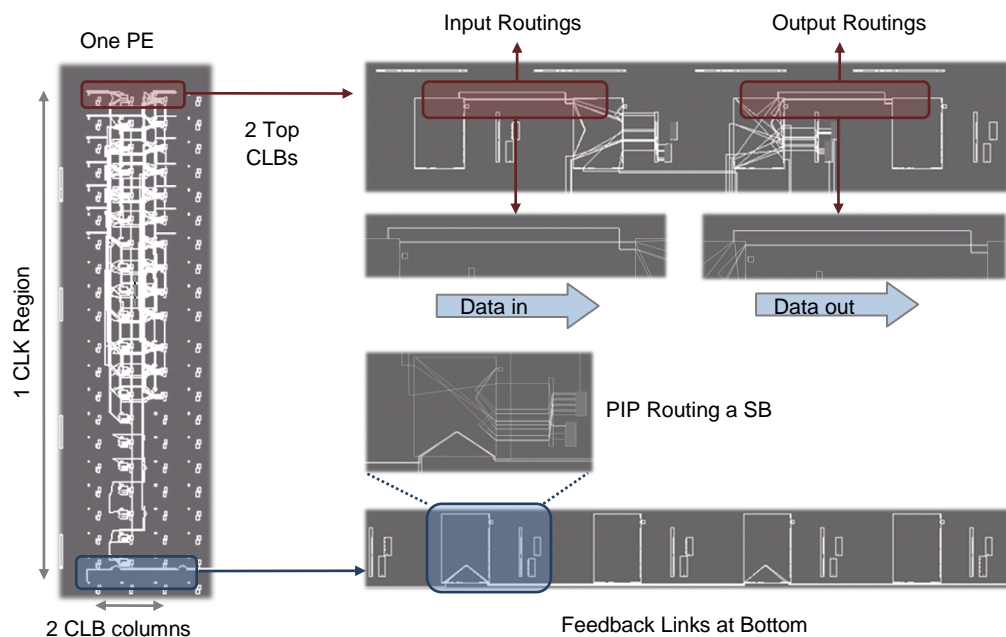 One PE
Input Routings
Output Routings
2 Top
CLBs
1 CLK Region
Data in
Data out
PIP Routing a SB
2 CLB columns
Feedback Links at Bottom